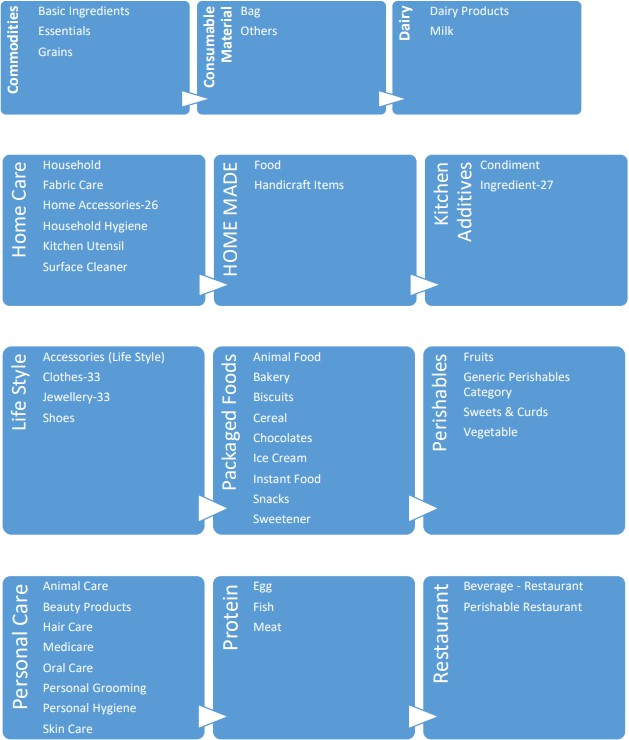 Commodities
Basic Ingredients
Essentials
Grains
Consumable
Material
Bag
Others
Dairy
Dairy Products
Milk
Home Care
Household
Fabric Care
Home Accessories-26
Household Hygiene
Kitchen Utensil
Surface Cleaner
HOME MADE
Food
Handicraft Items
Kitchen
Additives
Condiment
Ingredient-27
Life Style
Accessories (Life Style)
Clothes-33
Jewellery-33
Shoes
Packaged Foods
Animal Food
Bakery
Biscuits
Cereal
Chocolates
Ice Cream
Instant Food
Snacks
Sweetener
Perishables
Fruits
Generic Perishables
Category
Sweets & Curds
Vegetable
Personal Care
Animal Care
Beauty Products
Hair Care
Medicare
Oral Care
Personal Grooming
Personal Hygiene
Skin Care
Protein
Egg
Fish
Meat
Restaurant
Beverage - Restaurant
Perishable Restaurant